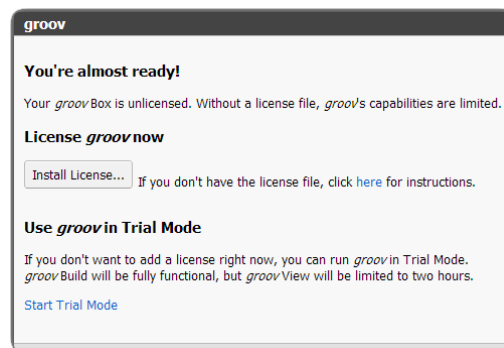 groov
You're almost ready!
Your groov Box is unlicensed. Without a license file, groov's capabilities are limited.
License groov now
Install License... If you don't have the license file, click here for instructions.
Use groov in Trial Mode
If you don't want to add a license right now, you can run groov in Trial Mode.
groov Build will be fully functional, but groov View will be limited to two hours.
Start Trial Mode